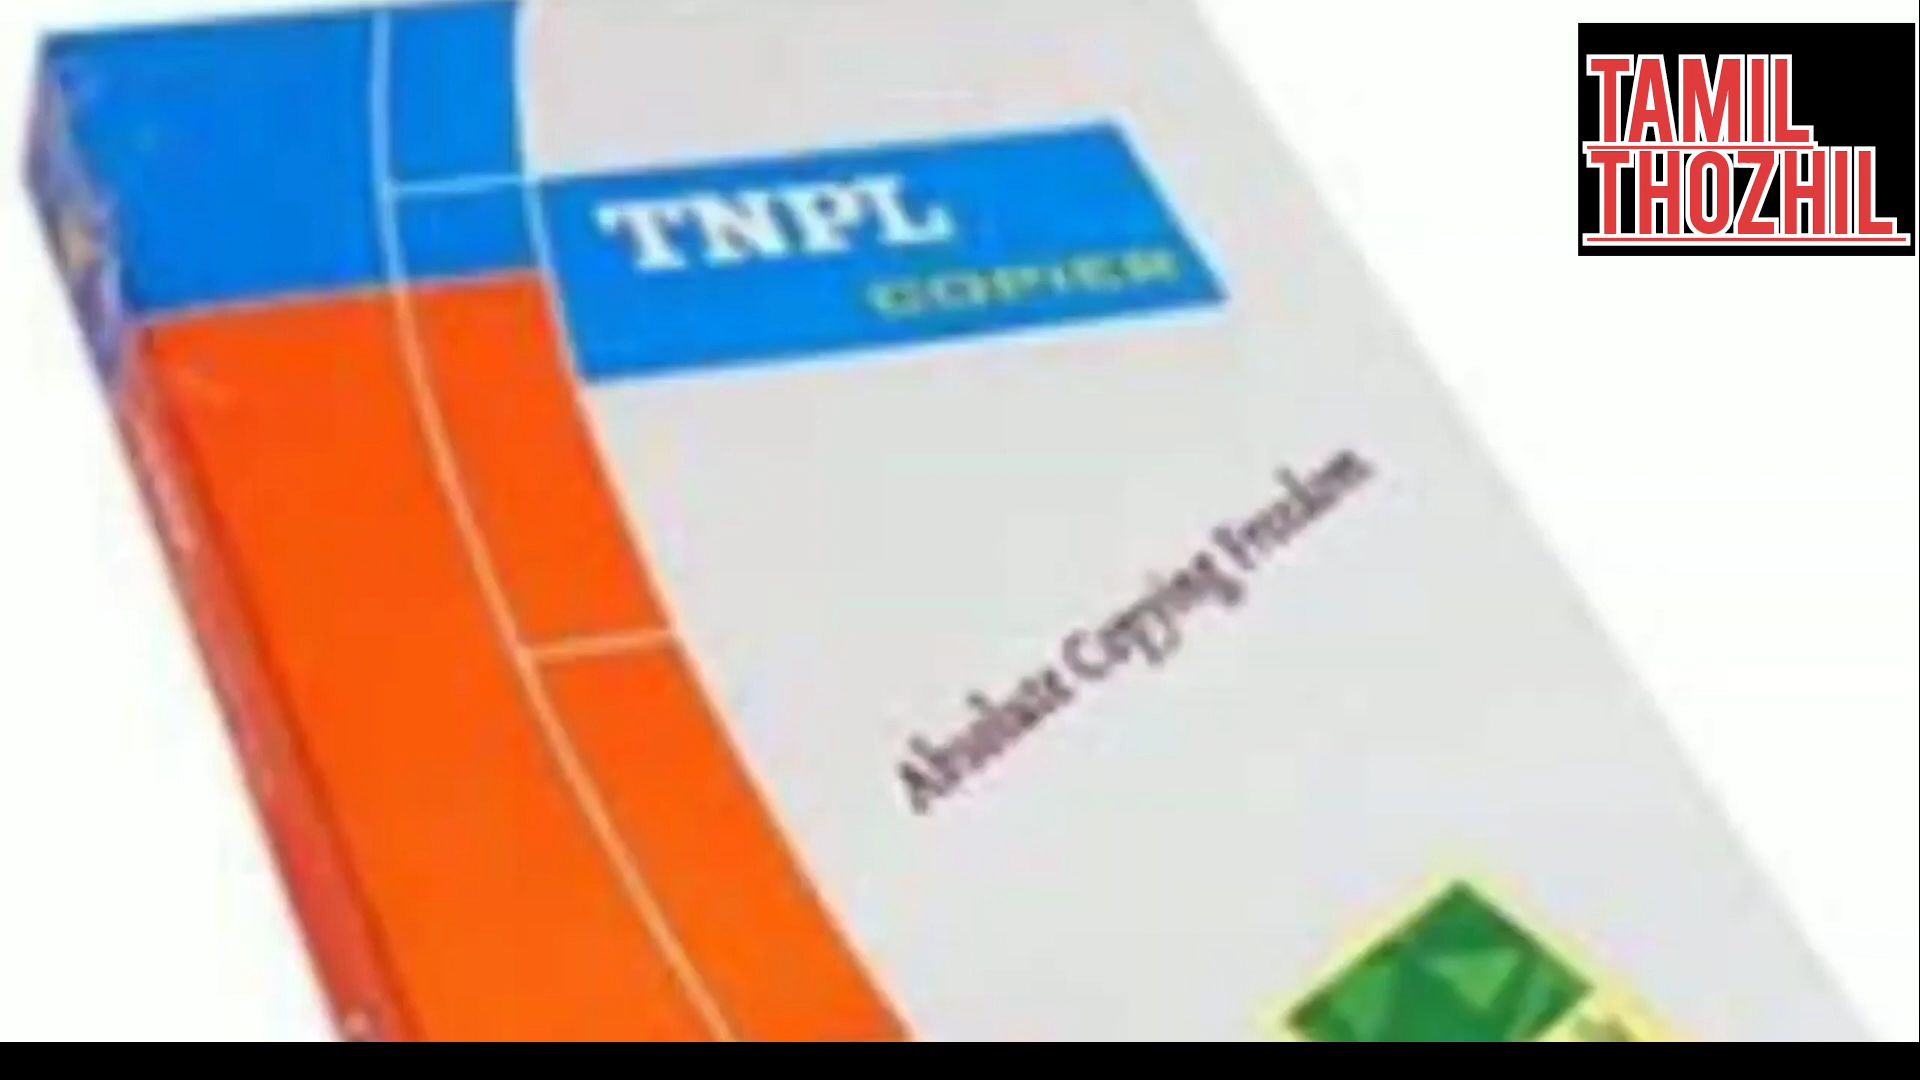 TAMIL
THOZHIL
TNPL
COPIER
Absolute Copying Freedom